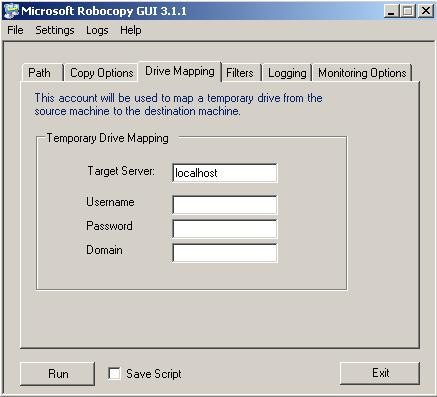 Microsoft Robocopy GUI 3.1.1
File Settings Logs Help
Path Copy Options Drive Mapping Filters Logging Monitoring Options
This account will be used to map a temporary drive from the
source machine to the destination machine.
Temporary Drive Mapping
Target Server: localhost
Username
Password
Domain
Run Save Script Exit